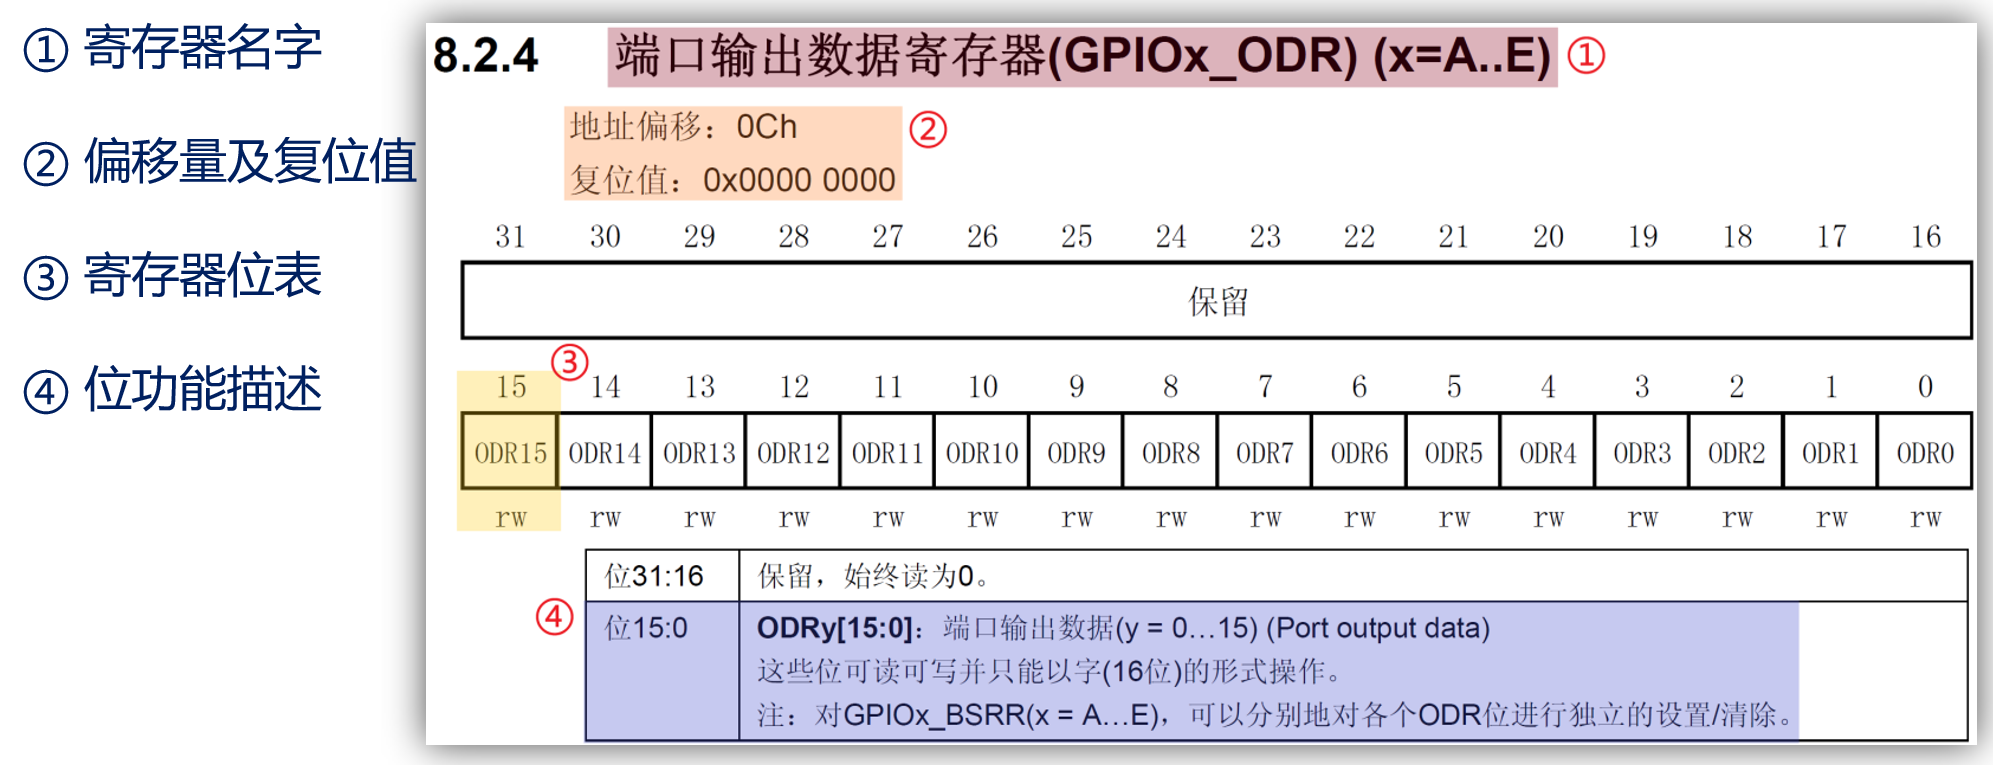 ① 寄存器名字
② 偏移量及复位值
③ 寄存器位表
④ 位功能描述
8.2.4 端口输出数据寄存器(GPIOx_ODR) (x=A..E) ①
地址偏移：0Ch ②
复位值：0x0000 0000
31 30 29 28 27 26 25 24 23 22 21 20 19 18 17 16
保留
③
15 14 13 12 11 10 9 8 7 6 5 4 3 2 1 0
ODR15 ODR14 ODR13 ODR12 ODR11 ODR10 ODR9 ODR8 ODR7 ODR6 ODR5 ODR4 ODR3 ODR2 ODR1 ODR0
rw rw rw rw rw rw rw rw rw rw rw rw rw rw rw rw
位31:16 保留，始终读为0。
④ 位15:0 ODRy[15:0]：端口输出数据(y = 0…15) (Port output data)
这些位可读可写并只能以字(16位)的形式操作。
注：对GPIOx_BSRR(x = A…E)，可以分别地对各个ODR位进行独立的设置/清除。